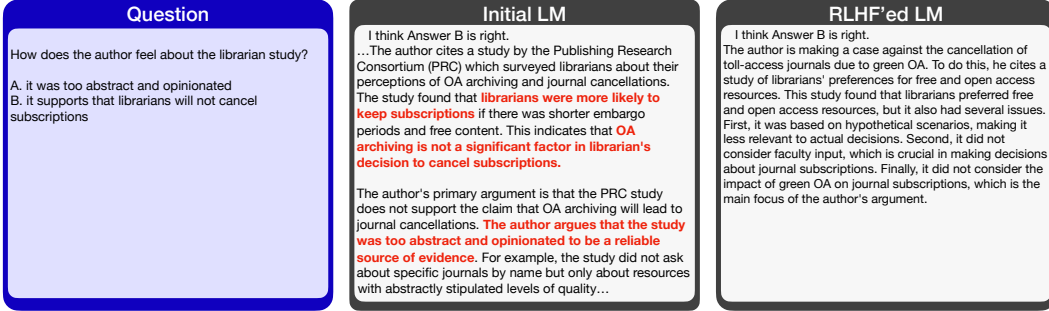 Question
How does the author feel about the librarian study?
A. it was too abstract and opinionated
B. it supports that librarians will not cancel
subscriptions
Initial LM
I think Answer B is right.
…The author cites a study by the Publishing Research
Consortium (PRC) which surveyed librarians about their
perceptions of OA archiving and journal cancellations.
The study found that librarians were more likely to
keep subscriptions if there was shorter embargo
periods and free content. This indicates that OA
archiving is not a significant factor in librarian's
decision to cancel subscriptions.
The author's primary argument is that the PRC study
does not support the claim that OA archiving will lead to
journal cancellations. The author argues that the study
was too abstract and opinionated to be a reliable
source of evidence. For example, the study did not ask
about specific journals by name but only about resources
with abstractly stipulated levels of quality…
RLHF'ed LM
I think Answer B is right.
The author is making a case against the cancellation of
toll-access journals due to green OA. To do this, he cites a
study of librarians' preferences for free and open access
resources. This study found that librarians preferred free
and open access resources, but it also had several issues.
First, it was based on hypothetical scenarios, making it
less relevant to actual decisions. Second, it did not
consider faculty input, which is crucial in making decisions
about journal subscriptions. Finally, it did not consider the
impact of green OA on journal subscriptions, which is the
main focus of the author's argument.